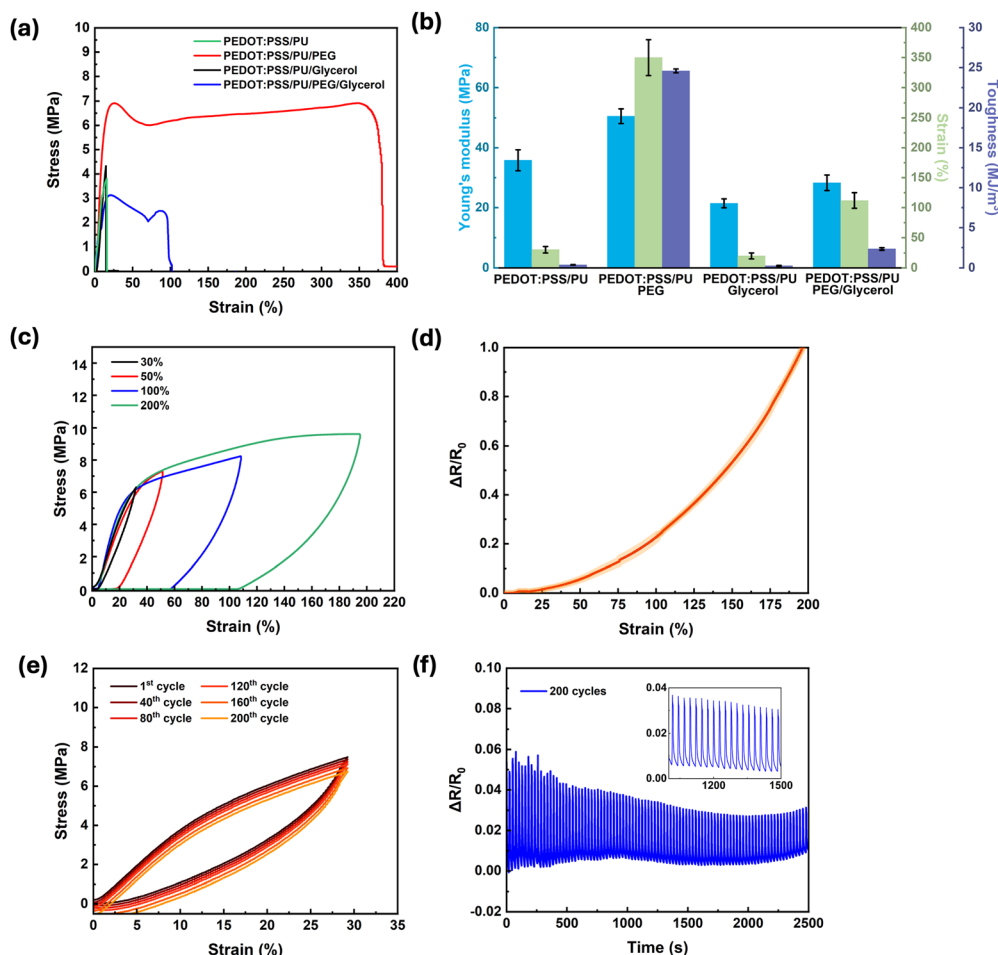 (a)
10
9
8
7
6
5
4
3
2
1
0
Stress (MPa)
PEDOT:PSS/PU
PEDOT:PSS/PU/PEG
PEDOT:PSS/PU/Glycerol
PEDOT:PSS/PU/PEG/Glycerol
0 50 100 150 200 250 300 350 400
Strain (%)
(b)
80
60
40
20
0
Young's modulus (MPa)
400
350
300
250
200
150
100
50
0
Strain (%)
30
25
20
15
10
5
0
Toughness (MJ/m³)
PEDOT:PSS/PU
PEDOT:PSS/PU
PEG
PEDOT:PSS/PU
Glycerol
PEDOT:PSS/PU
PEG/Glycerol
(c)
14
12
10
8
6
4
2
0
Stress (MPa)
30%
50%
100%
200%
0 20 40 60 80 100 120 140 160 180 200 220
Strain (%)
(d)
1.0
0.8
0.6
0.4
0.2
0.0
ΔR/R₀
0 25 50 75 100 125 150 175 200
Strain (%)
(e)
12
10
8
6
4
2
0
Stress (MPa)
1st cycle
40th cycle
80th cycle
120th cycle
160th cycle
200th cycle
0 5 10 15 20 25 30 35
Strain (%)
(f)
0.10
0.08
0.06
0.04
0.02
0.00
-0.02
ΔR/R₀
200 cycles
0.04
0.02
0.00
1200 1500
0 500 1000 1500 2000 2500
Time (s)